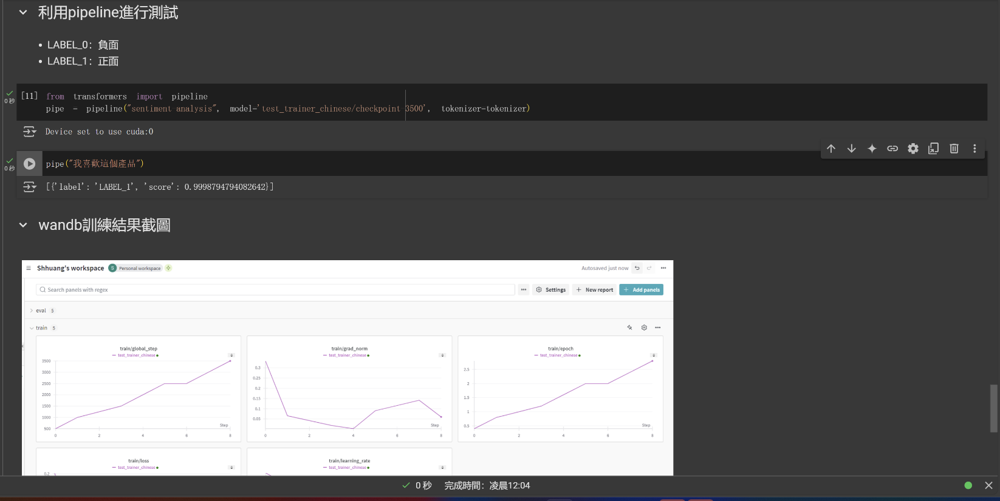 利用pipeline進行測試
• LABEL_0：負面
• LABEL_1：正面
0 秒
[11] from transformers import pipeline
pipe = pipeline("sentiment-analysis", model='test_trainer_chinese/checkpoint-3500', tokenizer=tokenizer)
Device set to use cuda:0
0 秒
pipe("我喜歡這個產品")
[{'label': 'LABEL_1', 'score': 0.9998794794082642}]
wandb訓練結果截圖
Shhuang's workspace S Personal workspace
Autosaved just now
Search panels with regex
Settings
New report
Add panels
eval 5
train 5
train/global_step
test_trainer_chinese
3500
3000
2500
2000
1500
1000
500
Step
0 2 4 6 8
train/grad_norm
test_trainer_chinese
0.3
0.25
0.2
0.15
0.1
0.05
Step
0 2 4 6 8
train/epoch
test_trainer_chinese
2.5
2
1.5
1
0.5
Step
0 2 4 6 8
train/loss
test_trainer_chinese
0.2
train/learning_rate
test_trainer_chinese
0 秒 完成時間：凌晨12:04